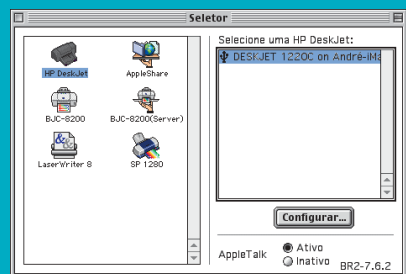 Seletor
HP DeskJet
AppleShare
BJC-8200
BJC-8200(Server)
LaserWriter 8
SP 1280
Selecione uma HP DeskJet:
DESKJET 1220C on André-iMa
Configurar...
AppleTalk
Ativo
Inativo
BR2-7.6.2